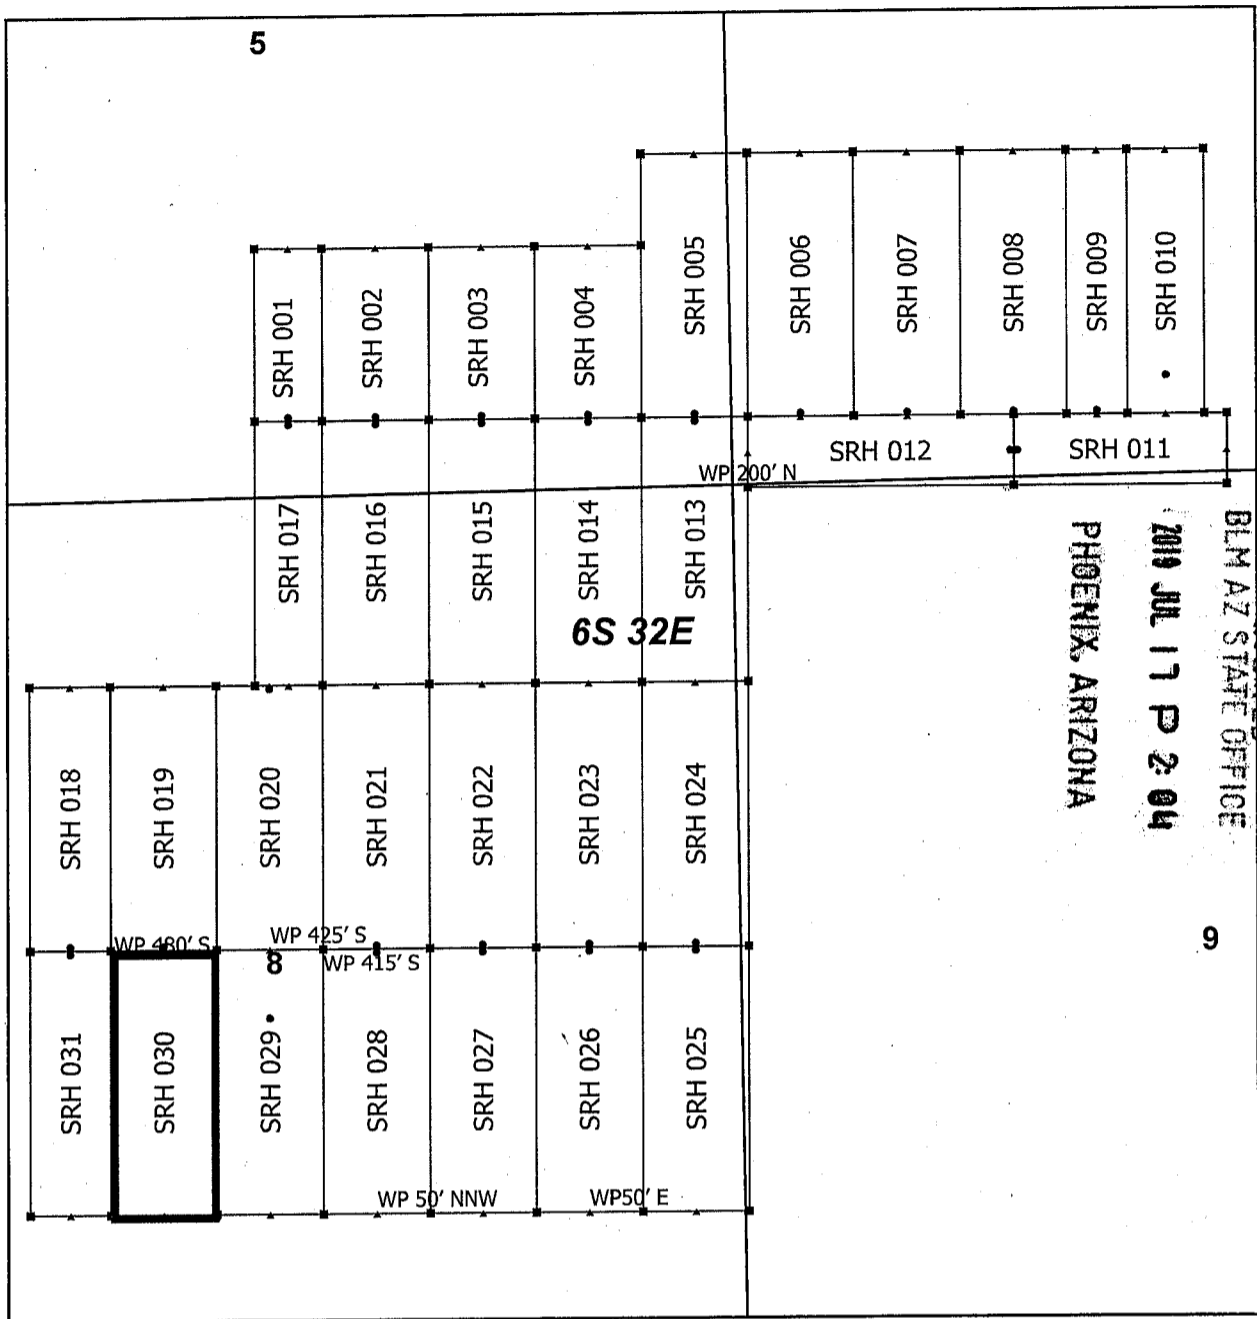 5
SRH 001
SRH 002
SRH 003
SRH 004
SRH 005
SRH 006
SRH 007
SRH 008
SRH 009
SRH 010
SRH 012
SRH 011
WP 200' N
SRH 017
SRH 016
SRH 015
SRH 014
SRH 013
6S 32E
BLM AZ STATE OFFICE
2019 JUL 17 P 2:04
PHOENIX, ARIZONA
SRH 018
SRH 019
SRH 020
SRH 021
SRH 022
SRH 023
SRH 024
WP 480' S
WP 425' S
WP 415' S
8
9
SRH 031
SRH 030
SRH 029
SRH 028
SRH 027
SRH 026
SRH 025
WP 50' NNW
WP50' E